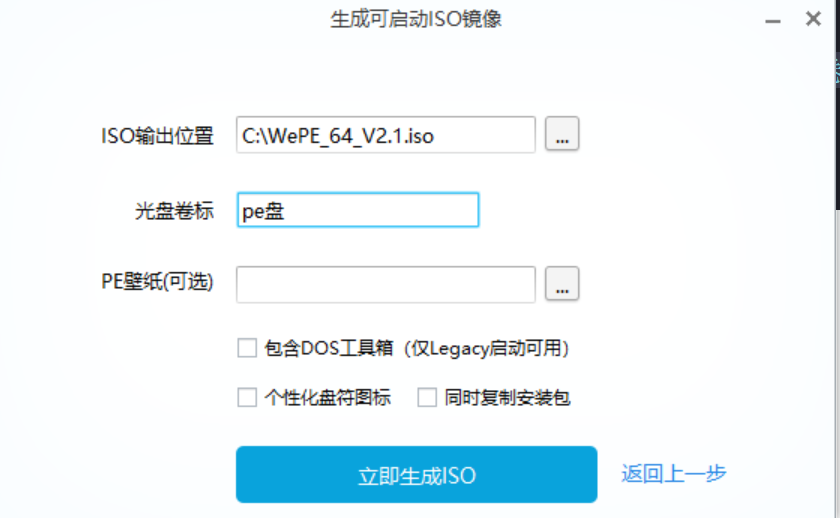 生成可启动ISO镜像
ISO输出位置 C:\WePE_64_V2.1.iso ...
光盘卷标 pe盘
PE壁纸(可选) ...
包含DOS工具箱（仅Legacy启动可用）
个性化盘符图标 同时复制安装包
立即生成ISO 返回上一步